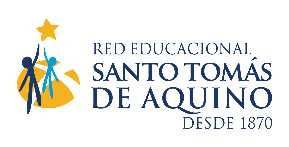 RED EDUCACIONAL
SANTO TOMÁS
DE AQUINO
DESDE 1870